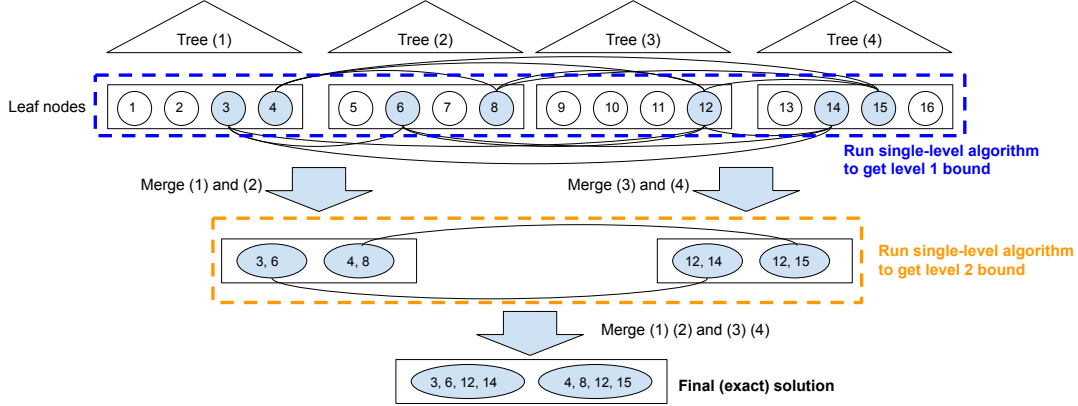 Tree (1) Tree (2) Tree (3) Tree (4)
Leaf nodes 1 2 3 4 5 6 7 8 9 10 11 12 13 14 15 16
Run single-level algorithm
to get level 1 bound
Merge (1) and (2) Merge (3) and (4)
3, 6 4, 8 12, 14 12, 15
Run single-level algorithm
to get level 2 bound
Merge (1) (2) and (3) (4)
3, 6, 12, 14 4, 8, 12, 15 Final (exact) solution